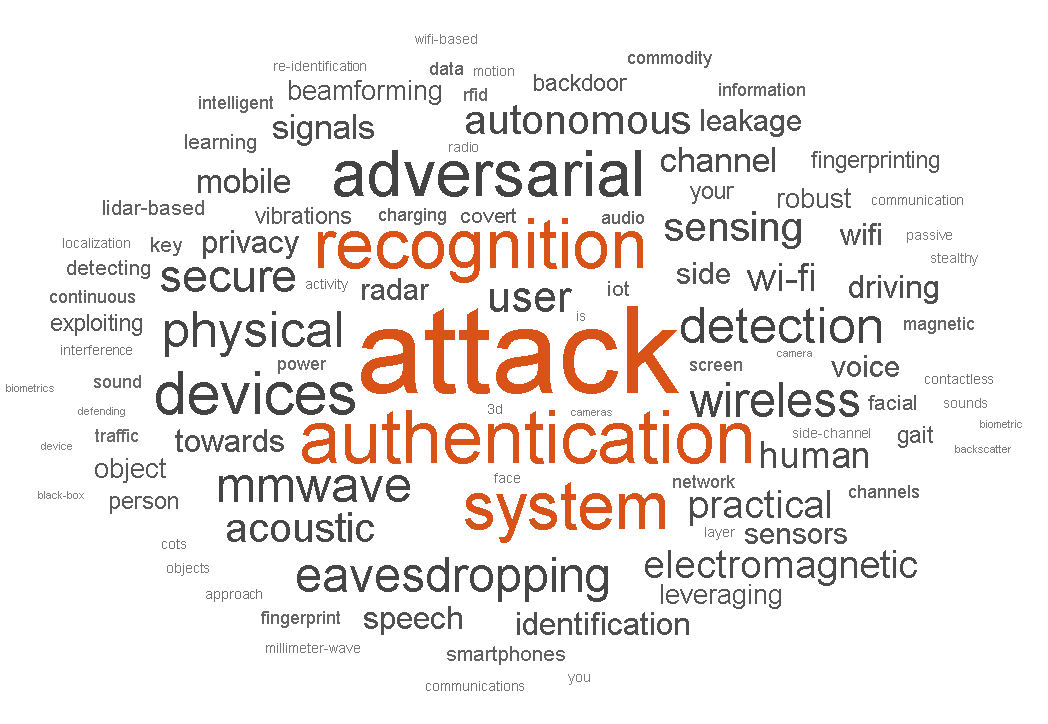 wifi-based
re-identification
data
motion
commodity
intelligent
beamforming
rfid
backdoor
information
learning
signals
autonomous
leakage
radio
mobile
adversarial
channel
fingerprinting
lidar-based
vibrations
charging
covert
audio
your
robust
communication
localization
key
privacy
recognition
sensing
wifi
passive
detecting
secure
activity
radar
user
iot
side
wi-fi
driving
stealthy
continuous
exploiting
physical
attack
is
detection
magnetic
interference
power
screen
camera
voice
contactless
biometrics
sound
devices
3d
cameras
wireless
facial
sounds
defending
device
traffic
towards
authentication
side-channel
human
gait
biometric
backscatter
object
mmwave
face
system
network
practical
channels
black-box
person
acoustic
layer
sensors
cots
objects
approach
eavesdropping
electromagnetic
leveraging
fingerprint
speech
identification
millimeter-wave
smartphones
communications
you